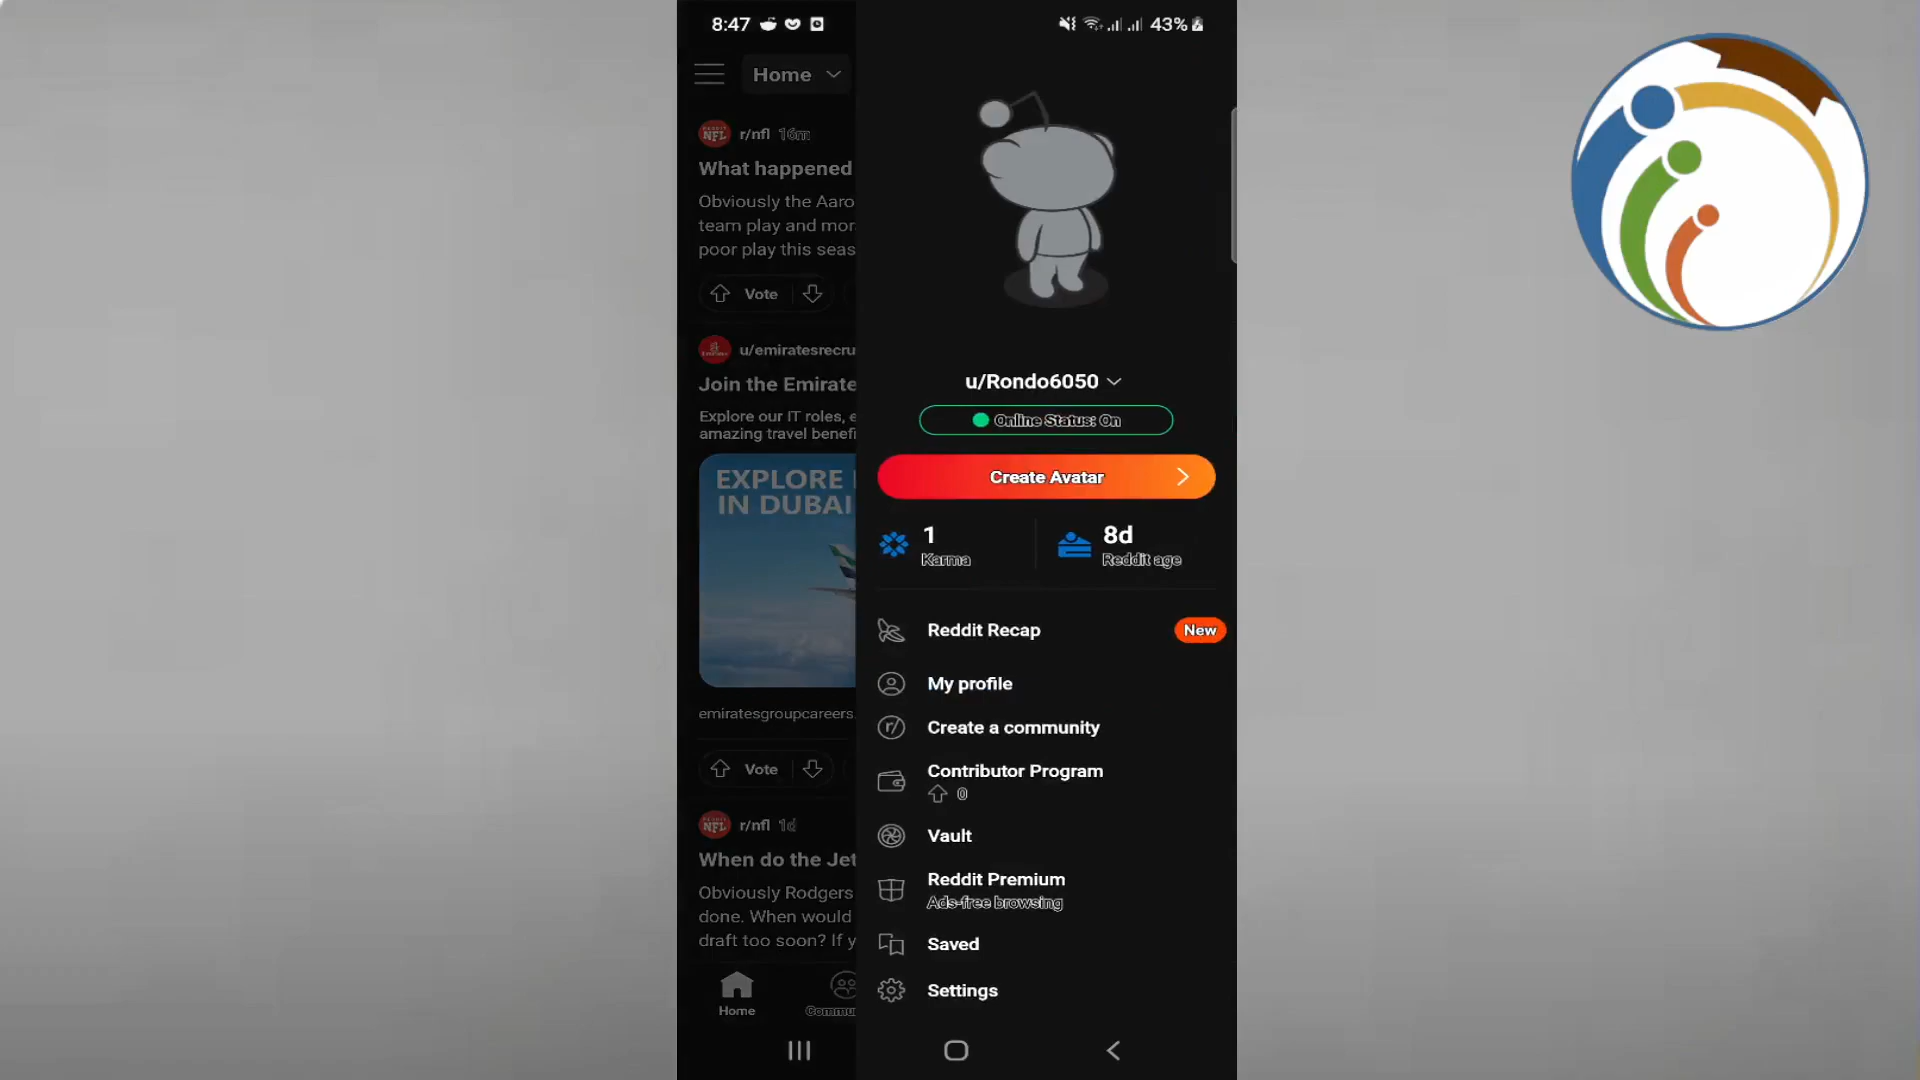 8:47
43%
Home
r/nfl 16m
What happened
Obviously the Aaro
team play and mor
poor play this seas
Vote
u/emiratesrecru
Join the Emirate
Explore our IT roles, e
amazing travel benefi
EXPLORE
IN DUBAI
emiratesgroupcareers.
Vote
r/nfl 1d
When do the Jet
Obviously Rodgers
done. When would
draft too soon? If y
Home
Commu
u/Rondo6050
Online Status: On
Create Avatar
1
Karma
8d
Reddit age
Reddit Recap
New
My profile
Create a community
Contributor Program
0
Vault
Reddit Premium
Ads-free browsing
Saved
Settings